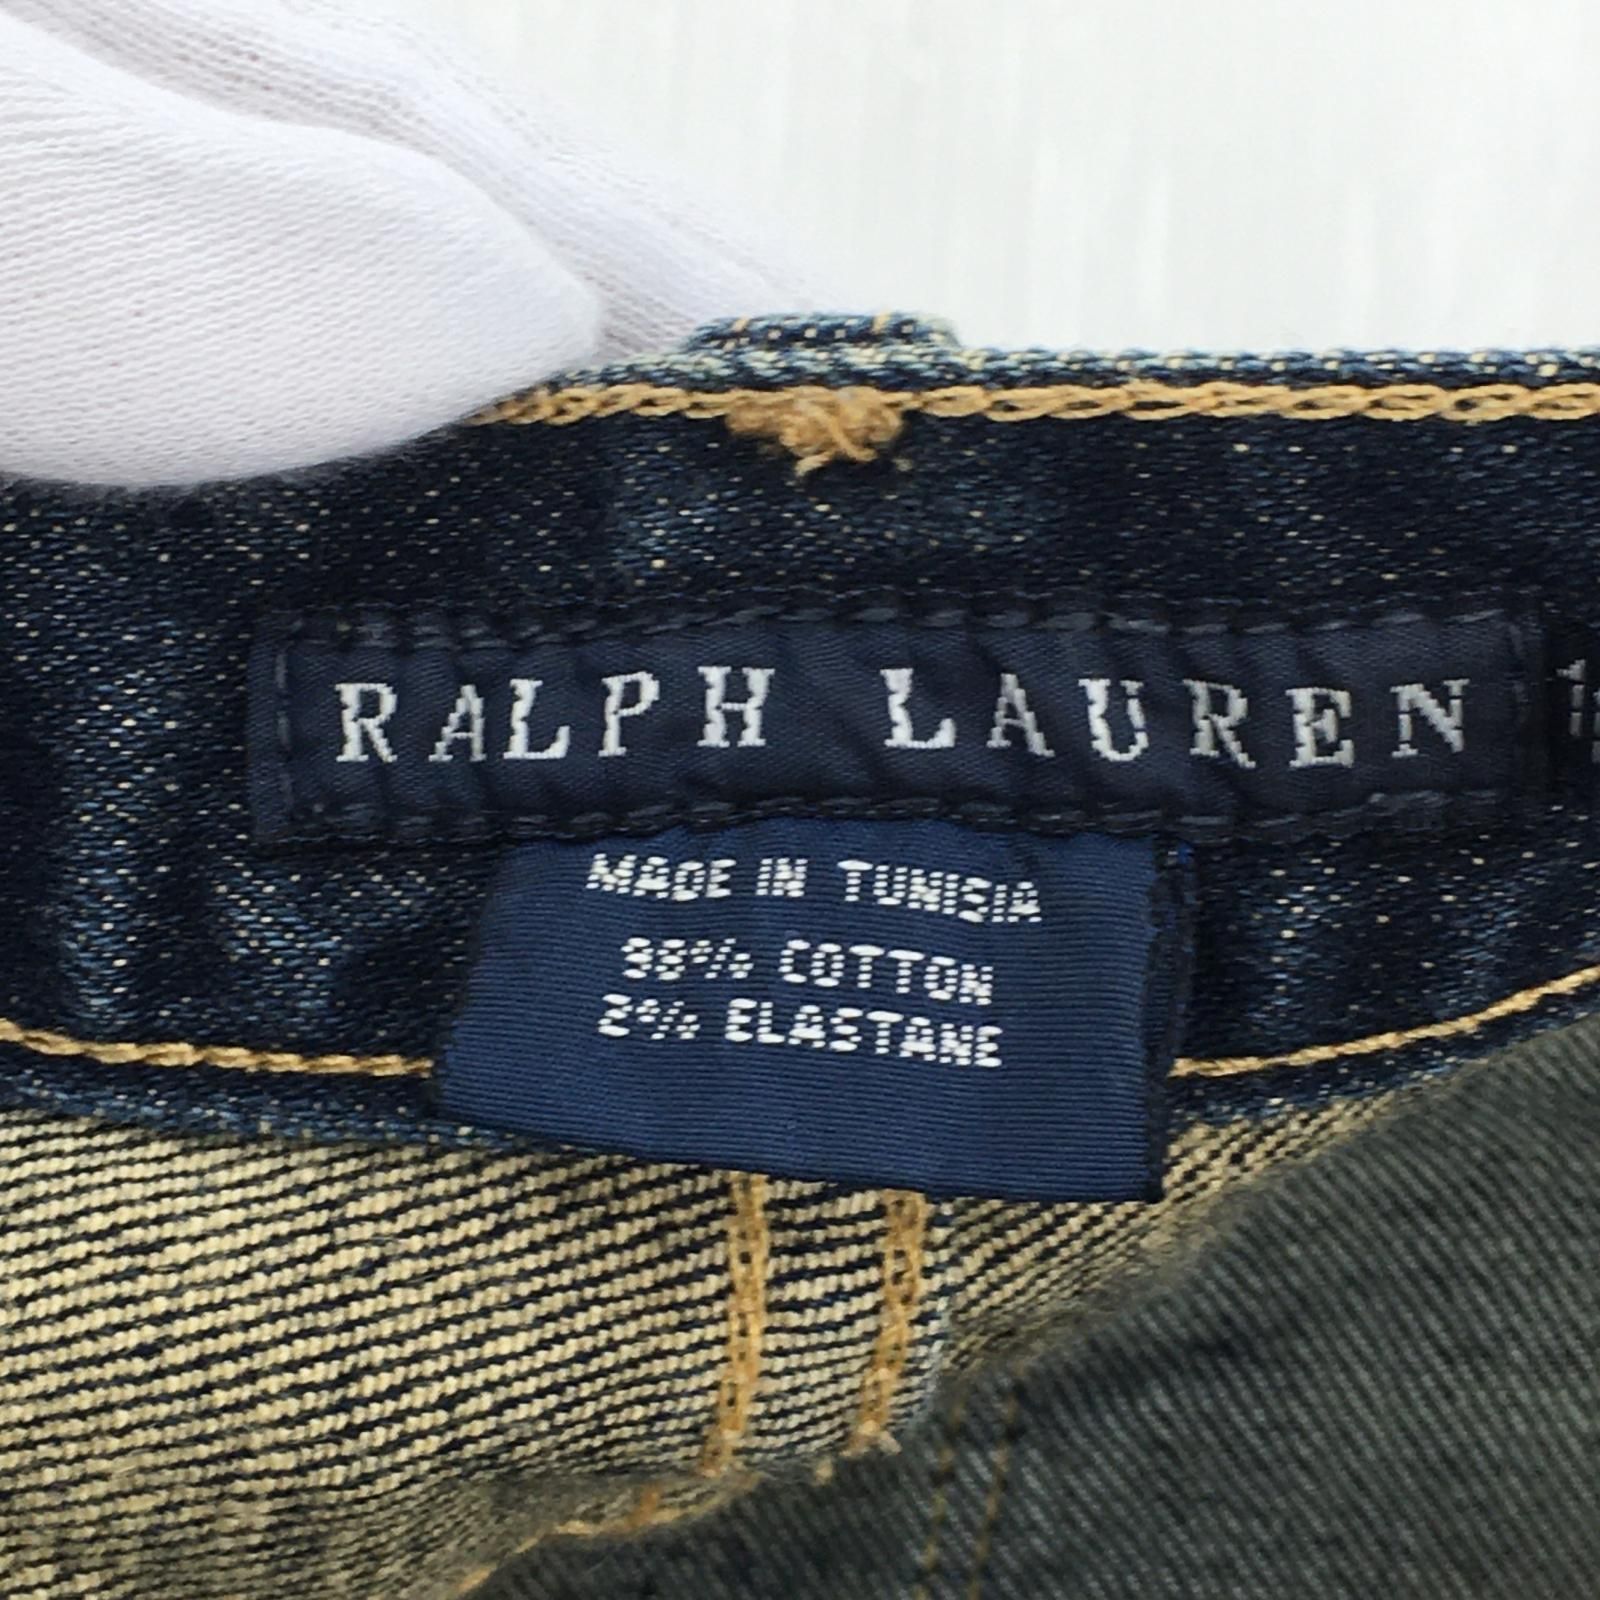 RALPH LAUREN
MADE IN TUNISIA
98% COTTON
2% ELASTANE